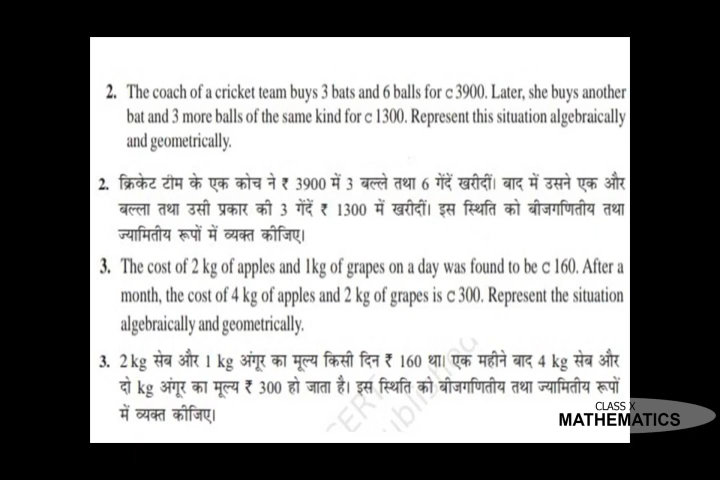 2. The coach of a cricket team buys 3 bats and 6 balls for c 3900. Later, she buys another
bat and 3 more balls of the same kind for c 1300. Represent this situation algebraically
and geometrically.
2. क्रिकेट टीम के एक कोच ने ₹ 3900 में 3 बल्ले तथा 6 गेंदें खरीदीं। बाद में उसने एक और
बल्ला तथा उसी प्रकार की 3 गेंदें ₹ 1300 में खरीदीं। इस स्थिति को बीजगणितीय तथा
ज्यामितीय रूपों में व्यक्त कीजिए।
3. The cost of 2 kg of apples and 1kg of grapes on a day was found to be c 160. After a
month, the cost of 4 kg of apples and 2 kg of grapes is c 300. Represent the situation
algebraically and geometrically.
3. 2 kg सेब और 1 kg अंगूर का मूल्य किसी दिन ₹ 160 था। एक महीने बाद 4 kg सेब और
दो kg अंगूर का मूल्य ₹ 300 हो जाता है। इस स्थिति को बीजगणितीय तथा ज्यामितीय रूपों
में व्यक्त कीजिए।
CLASS X
MATHEMATICS